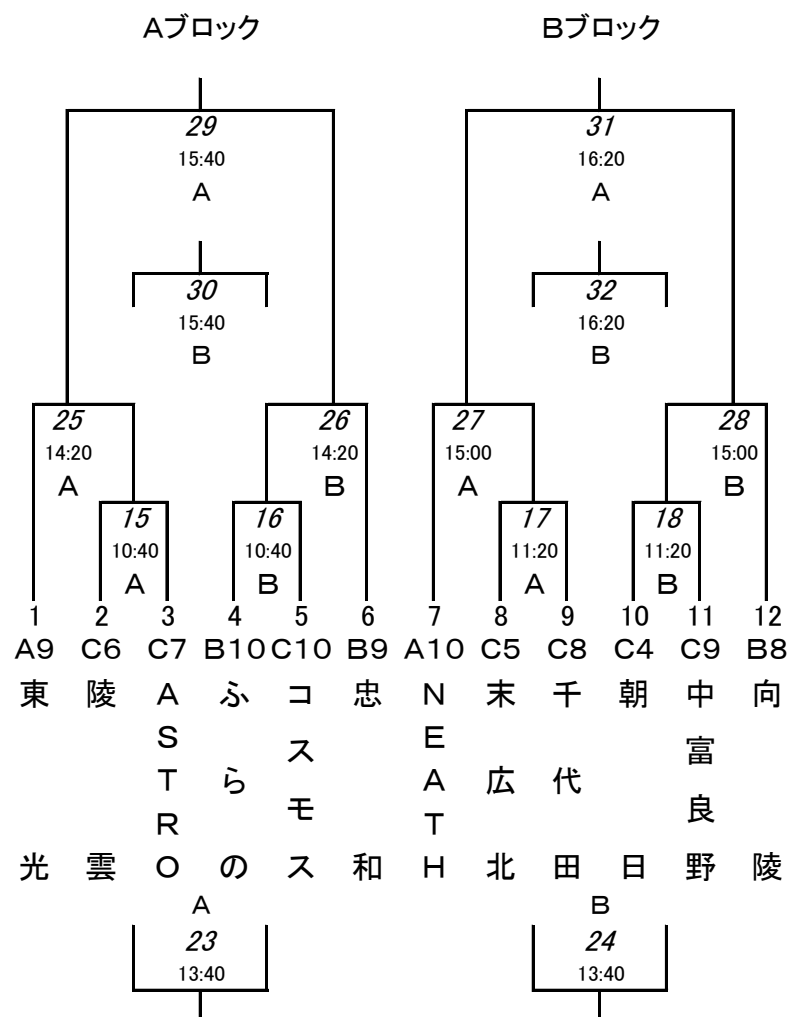 Aブロック Bブロック
29 31
15:40 16:20
A A
30 32
15:40 16:20
B B
25 26 27 28
14:20 14:20 15:00 15:00
A B A B
15 16 17 18
10:40 10:40 11:20 11:20
A B A B
1 2 3 4 5 6 7 8 9 10 11 12
A9 C6 C7 B10 C10 B9 A10 C5 C8 C4 C9 B8
東光
陵雲
ASTRO
ふらの
コスモス
忠和
NEATH
末広北
千代田
朝日
中富良野
向陵
A B
23 24
13:40 13:40